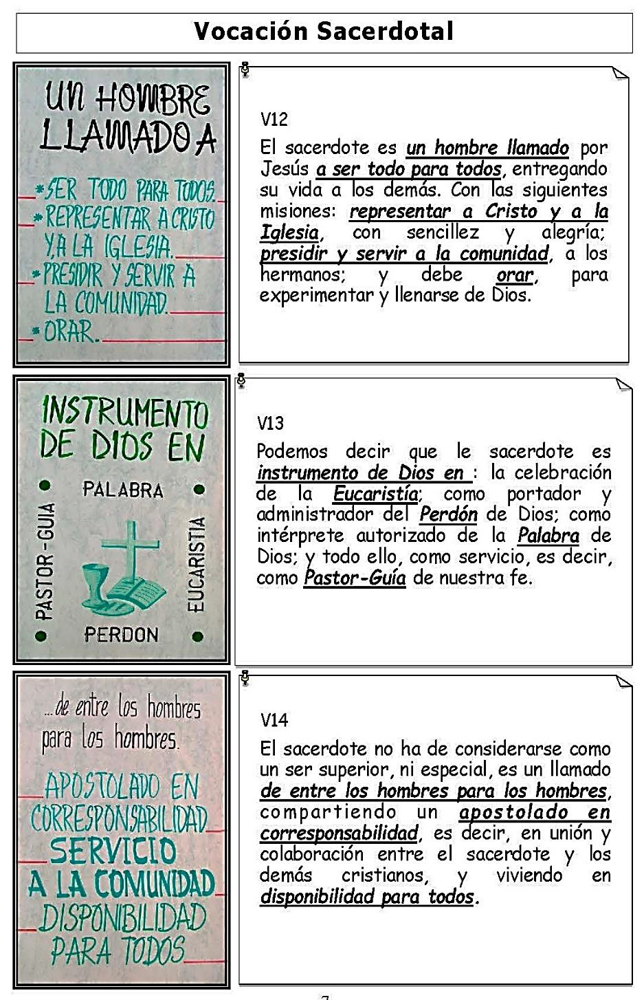 Vocación Sacerdotal
UN HOMBRE
LLAMADO A
*SER TODO PARA TODOS.
*REPRESENTAR A CRISTO
Y A LA IGLESIA.
*PRESIDIR Y SERVIR A
LA COMUNIDAD.
*ORAR.
V12
El sacerdote es un hombre llamado por
Jesús a ser todo para todos, entregando
su vida a los demás. Con las siguientes
misiones: representar a Cristo y a la
Iglesia, con sencillez y alegría;
presidir y servir a la comunidad, a los
hermanos; y debe orar, para
experimentar y llenarse de Dios.
INSTRUMENTO
DE DIOS EN
PALABRA
PASTOR-GUIA
EUCARISTIA
PERDON
V13
Podemos decir que le sacerdote es
instrumento de Dios en : la celebración
de la Eucaristía; como portador y
administrador del Perdón de Dios; como
intérprete autorizado de la Palabra de
Dios; y todo ello, como servicio, es decir,
como Pastor-Guía de nuestra fe.
...de entre los hombres
para los hombres.
APOSTOLADO EN
CORRESPONSABILIDAD
SERVICIO
A LA COMUNIDAD
DISPONIBILIDAD
PARA TODOS
V14
El sacerdote no ha de considerarse como
un ser superior, ni especial, es un llamado
de entre los hombres para los hombres,
compartiendo un apostolado en
corresponsabilidad, es decir, en unión y
colaboración entre el sacerdote y los
demás cristianos, y viviendo en
disponibilidad para todos.